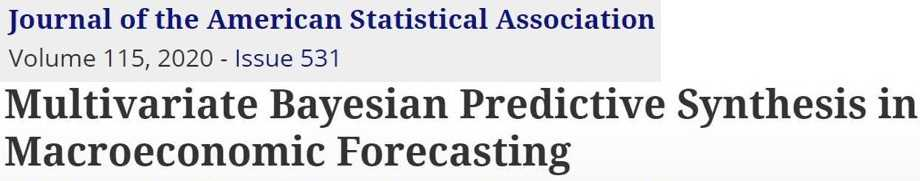 Journal of the American Statistical Association
Volume 115, 2020 - Issue 531
Multivariate Bayesian Predictive Synthesis in
Macroeconomic Forecasting